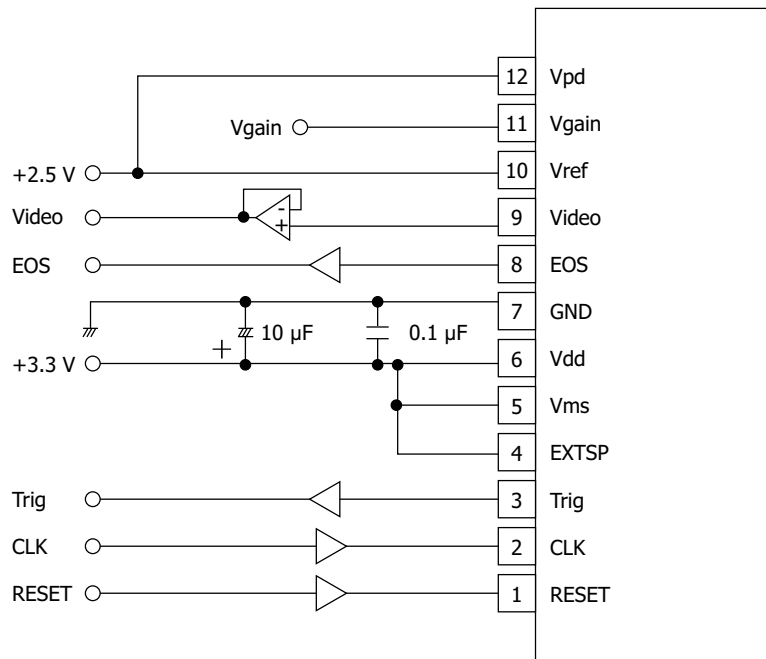 12 Vpd
Vgain 11 Vgain
+2.5 V 10 Vref
Video - + 9 Video
EOS 8 EOS
7 GND
+ 10 μF 0.1 μF
+3.3 V 6 Vdd
5 Vms
4 EXTSP
Trig 3 Trig
CLK 2 CLK
RESET 1 RESET